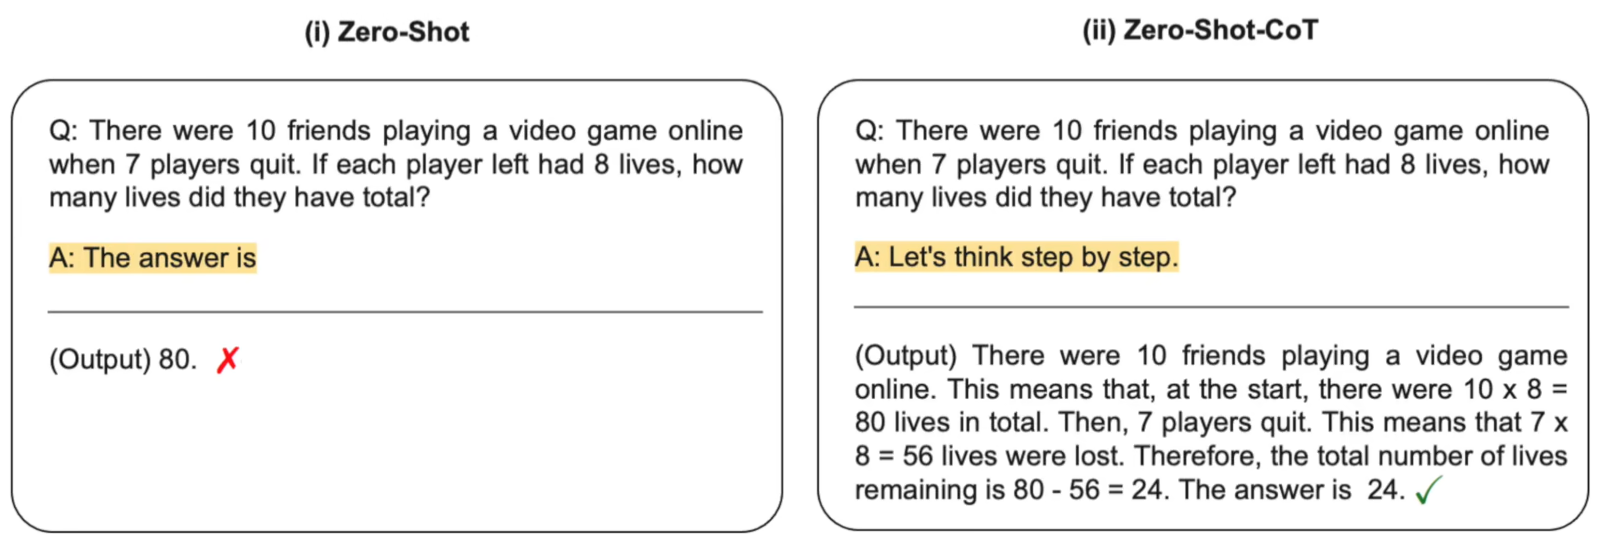 (i) Zero-Shot
Q: There were 10 friends playing a video game online
when 7 players quit. If each player left had 8 lives, how
many lives did they have total?
A: The answer is
(Output) 80. ✗
(ii) Zero-Shot-CoT
Q: There were 10 friends playing a video game online
when 7 players quit. If each player left had 8 lives, how
many lives did they have total?
A: Let's think step by step.
(Output) There were 10 friends playing a video game
online. This means that, at the start, there were 10 x 8 =
80 lives in total. Then, 7 players quit. This means that 7 x
8 = 56 lives were lost. Therefore, the total number of lives
remaining is 80 - 56 = 24. The answer is 24. ✓